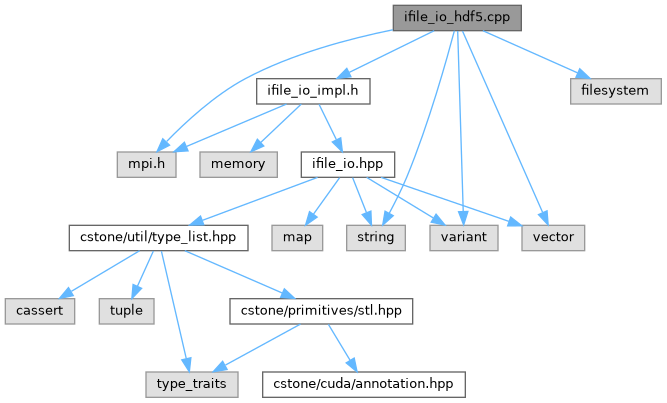 ifile_io_hdf5.cpp
ifile_io_impl.h
filesystem
mpi.h
memory
ifile_io.hpp
cstone/util/type_list.hpp
map
string
variant
vector
cassert
tuple
cstone/primitives/stl.hpp
type_traits
cstone/cuda/annotation.hpp